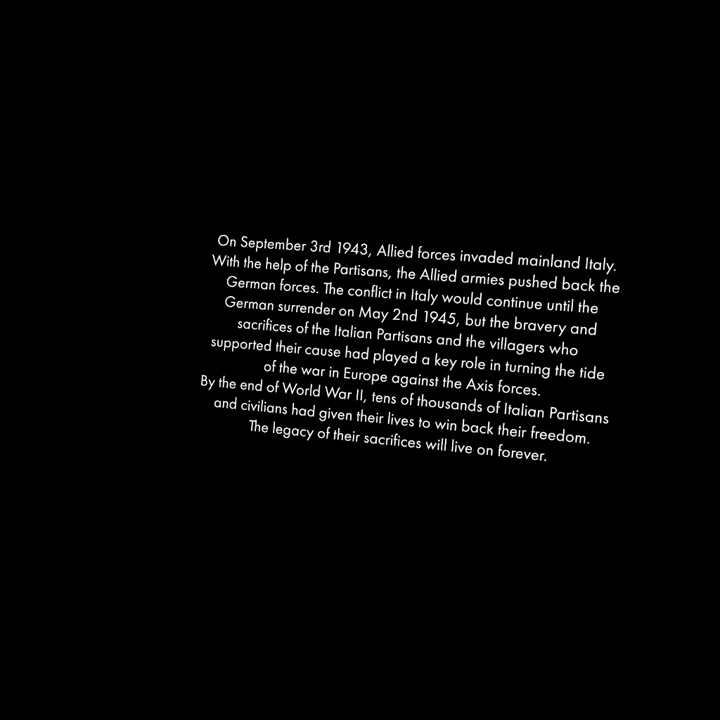 On September 3rd 1943, Allied forces invaded mainland Italy.
With the help of the Partisans, the Allied armies pushed back the
German forces. The conflict in Italy would continue until the
German surrender on May 2nd 1945, but the bravery and
sacrifices of the Italian Partisans and the villagers who
supported their cause had played a key role in turning the tide
of the war in Europe against the Axis forces.
By the end of World War II, tens of thousands of Italian Partisans
and civilians had given their lives to win back their freedom.
The legacy of their sacrifices will live on forever.